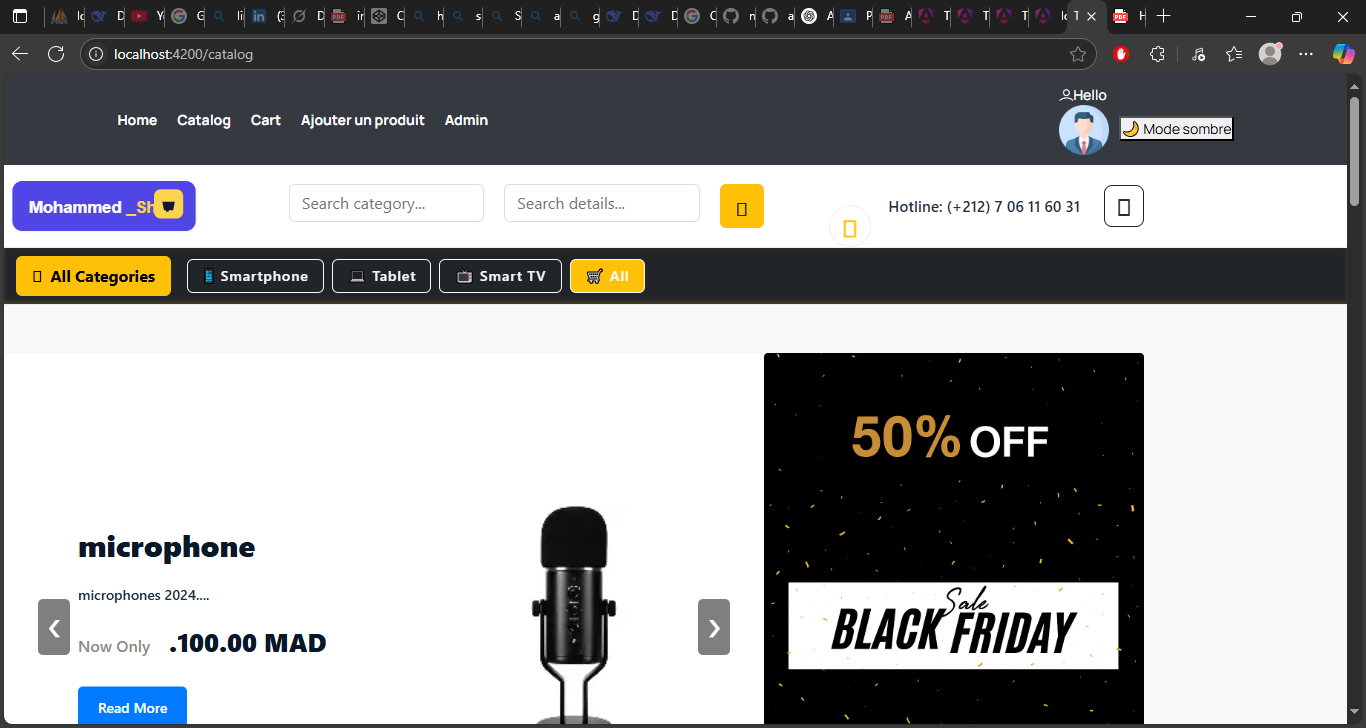 localhost:4200/catalog
Hello
Home Catalog Cart Ajouter un produit Admin
🌙 Mode sombre
Mohammed _Sh
Search category...
Search details...
Hotline: (+212) 7 06 11 60 31
All Categories
📱 Smartphone
💻 Tablet
📺 Smart TV
🛒 All
50% OFF
microphone
microphones 2024....
Now Only .100.00 MAD
Read More
❮
❯
Sale
BLACK FRIDAY